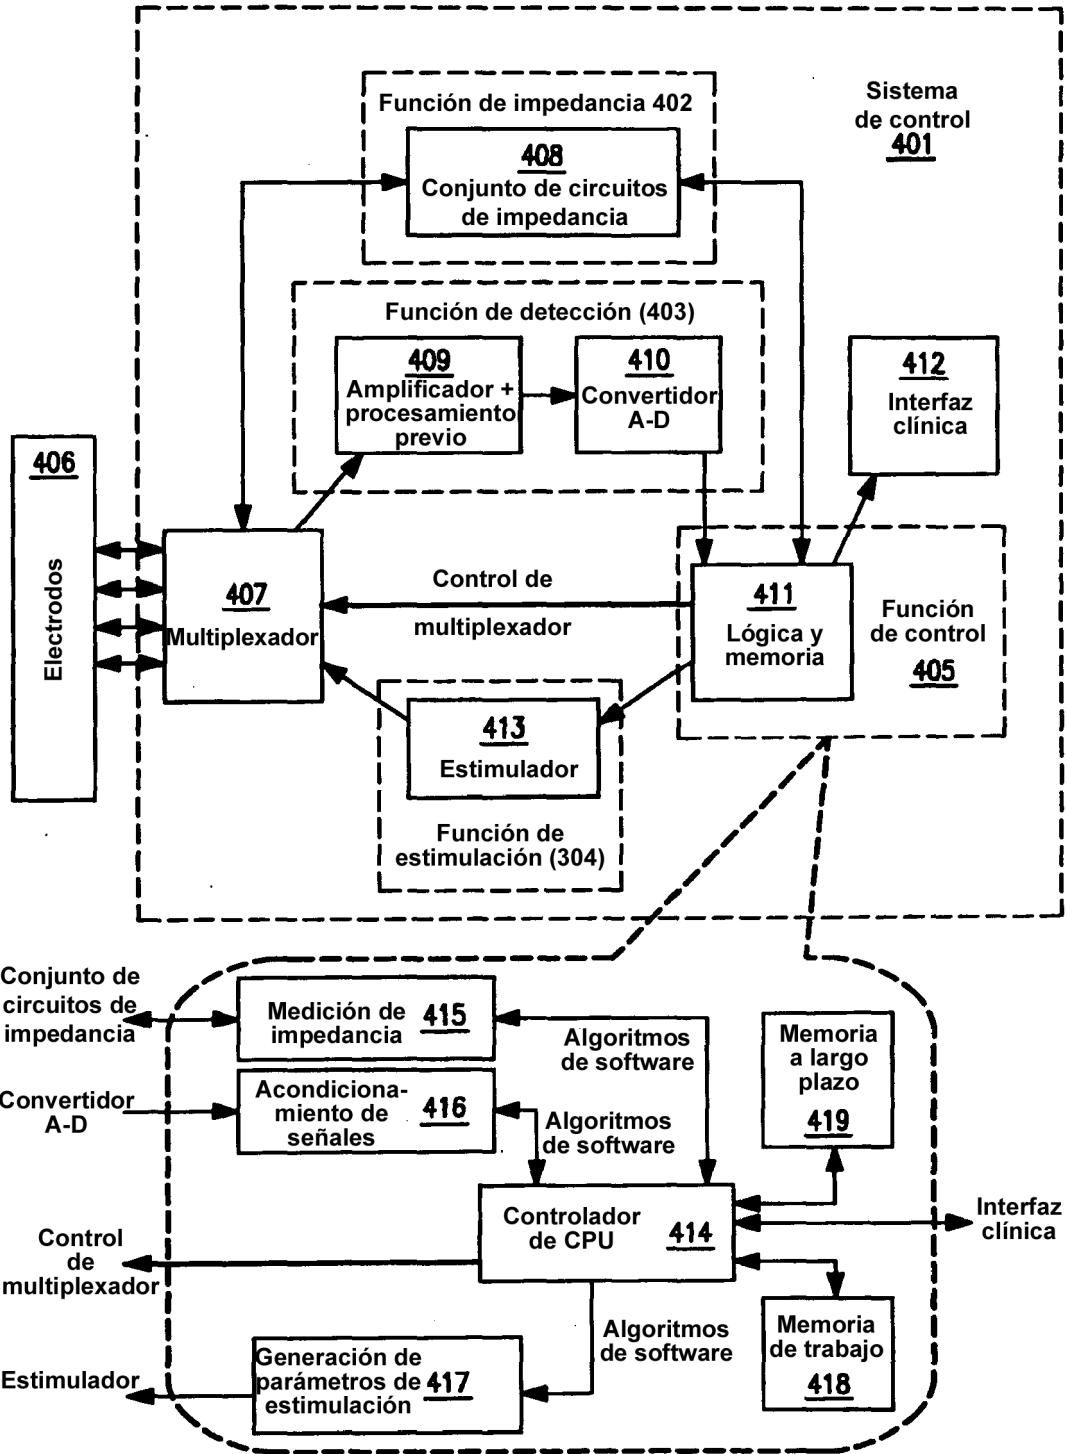 Sistema
de control
401
Función de impedancia 402
408
Conjunto de circuitos
de impedancia
Función de detección (403)
409
Amplificador +
procesamiento
previo
410
Convertidor
A-D
412
Interfaz
clínica
406
Electrodos
407
Multiplexador
Control de
multiplexador
411
Lógica y
memoria
Función
de control
405
413
Estimulador
Función de
estimulación (304)
Conjunto de
circuitos de
impedancia
Medición de
impedancia
415
Algoritmos
de software
Memoria
a largo
plazo
419
Convertidor
A-D
Acondiciona-
miento de
señales
416
Algoritmos
de software
Controlador
de CPU
414
Interfaz
clínica
Control
de
multiplexador
Algoritmos
de software
Memoria
de trabajo
418
Estimulador
Generación de
parámetros de
estimulación
417